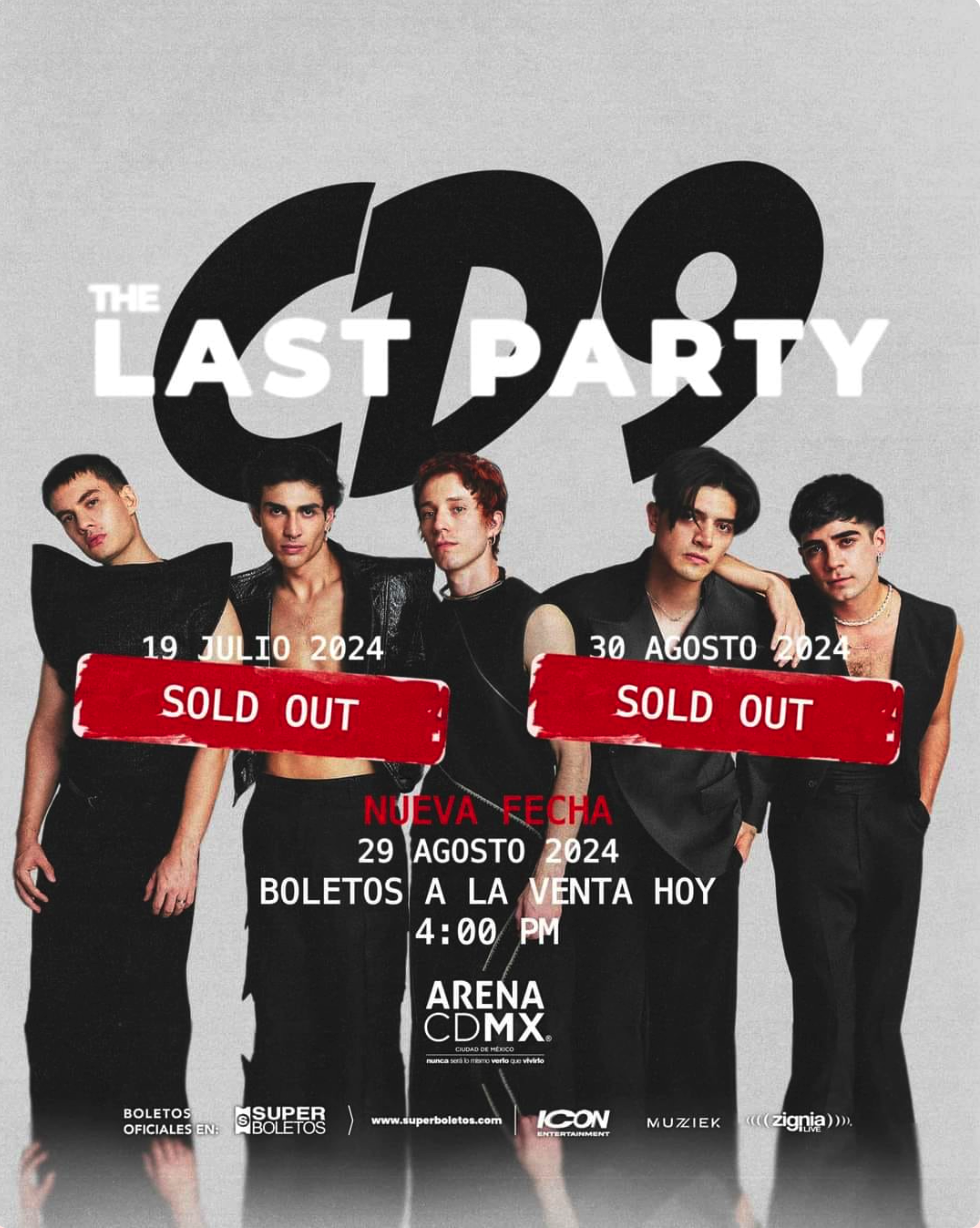 CD9
THE
LAST PARTY
19 JULIO 2024
SOLD OUT
30 AGOSTO 2024
SOLD OUT
NUEVA FECHA
29 AGOSTO 2024
BOLETOS A LA VENTA HOY
4:00 PM
ARENA
CDMX®
CIUDAD DE MÉXICO
nunca será lo mismo verlo que vivirlo
BOLETOS
OFICIALES EN:
S SUPER
BOLETOS
www.superboletos.com
ICON
ENTERTAINMENT
MUZIEK
((((zignia))))
LIVE